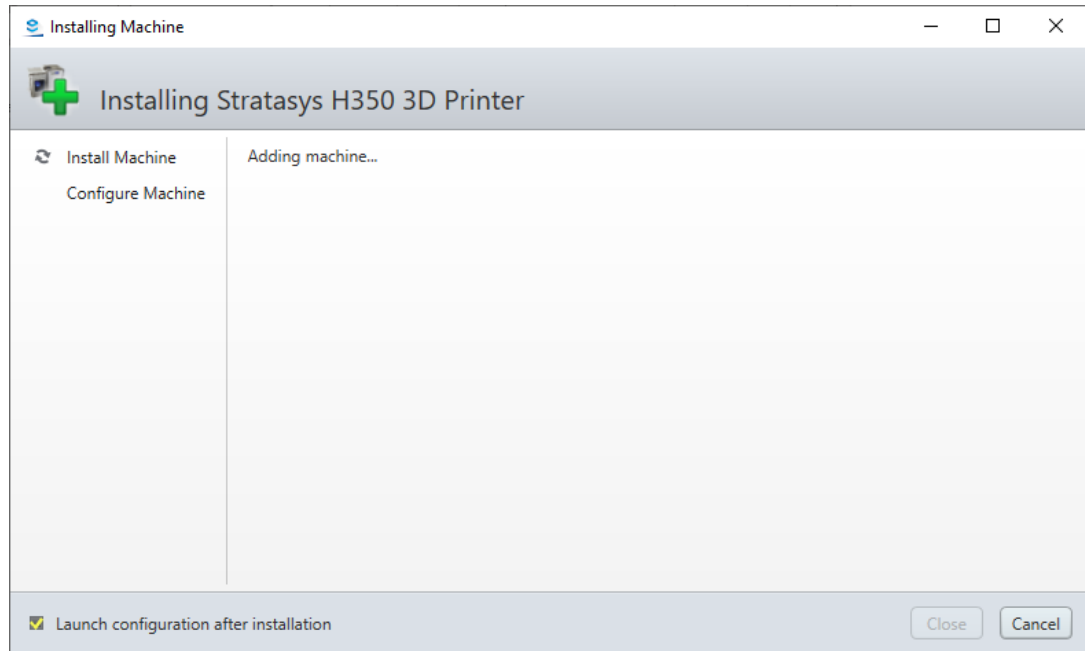 Installing Machine
Installing Stratasys H350 3D Printer
Install Machine
Adding machine...
Configure Machine
Launch configuration after installation
Close
Cancel